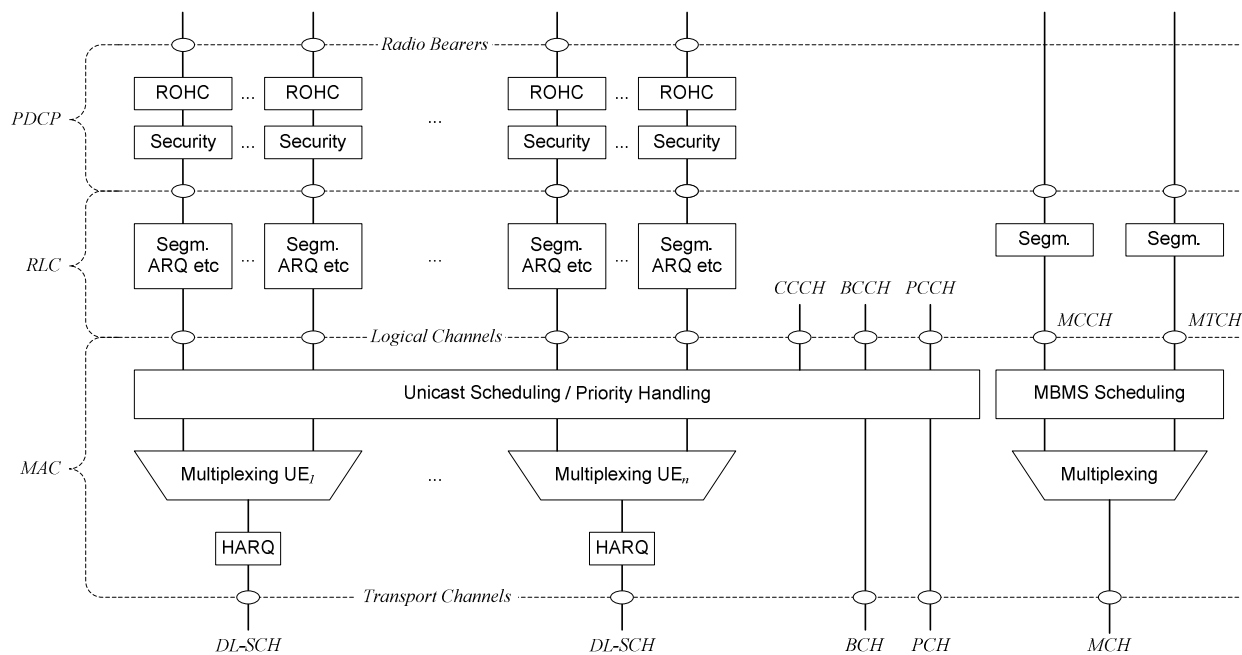 Radio Bearers
ROHC ... ROHC ROHC ... ROHC
PDCP ...
Security ... Security Security ... Security
Segm. ARQ etc ... Segm. ARQ etc ... Segm. ARQ etc ... Segm. ARQ etc Segm. Segm.
RLC
CCCH BCCH PCCH
MCCH MTCH
Logical Channels
Unicast Scheduling / Priority Handling MBMS Scheduling
MAC
Multiplexing UE1 ... Multiplexing UEn Multiplexing
HARQ HARQ
Transport Channels
DL-SCH DL-SCH BCH PCH MCH